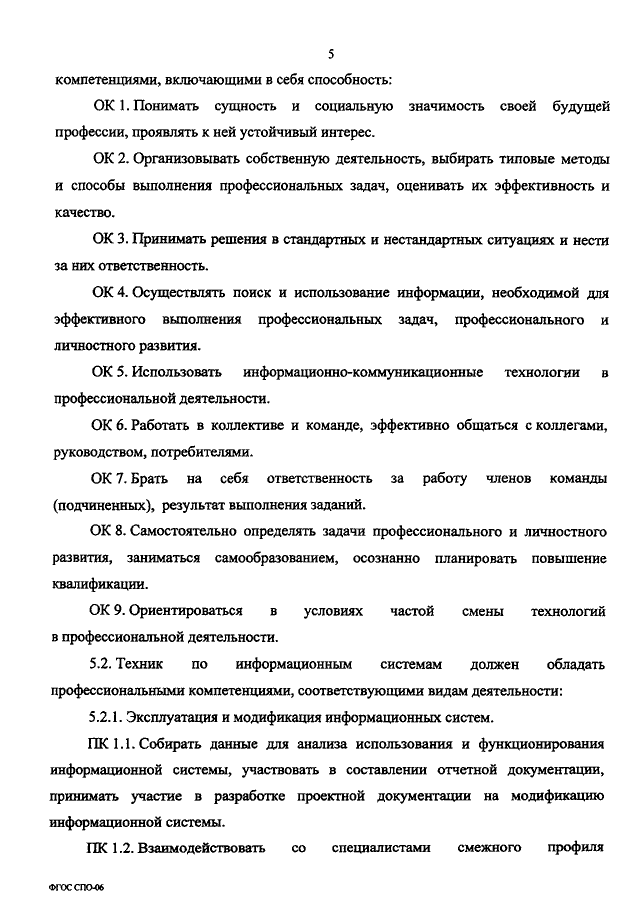 5
компетенциями, включающими в себя способность:
ОК 1. Понимать сущность и социальную значимость своей будущей
профессии, проявлять к ней устойчивый интерес.
ОК 2. Организовывать собственную деятельность, выбирать типовые методы
и способы выполнения профессиональных задач, оценивать их эффективность и
качество.
ОК 3. Принимать решения в стандартных и нестандартных ситуациях и нести
за них ответственность.
ОК 4. Осуществлять поиск и использование информации, необходимой для
эффективного выполнения профессиональных задач, профессионального и
личностного развития.
ОК 5. Использовать информационно-коммуникационные технологии в
профессиональной деятельности.
ОК 6. Работать в коллективе и команде, эффективно общаться с коллегами,
руководством, потребителями.
ОК 7. Брать на себя ответственность за работу членов команды
(подчиненных), результат выполнения заданий.
ОК 8. Самостоятельно определять задачи профессионального и личностного
развития, заниматься самообразованием, осознанно планировать повышение
квалификации.
ОК 9. Ориентироваться в условиях частой смены технологий
в профессиональной деятельности.
5.2. Техник по информационным системам должен обладать
профессиональными компетенциями, соответствующими видам деятельности:
5.2.1. Эксплуатация и модификация информационных систем.
ПК 1.1. Собирать данные для анализа использования и функционирования
информационной системы, участвовать в составлении отчетной документации,
принимать участие в разработке проектной документации на модификацию
информационной системы.
ПК 1.2. Взаимодействовать со специалистами смежного профиля
ФГОС СПО-06